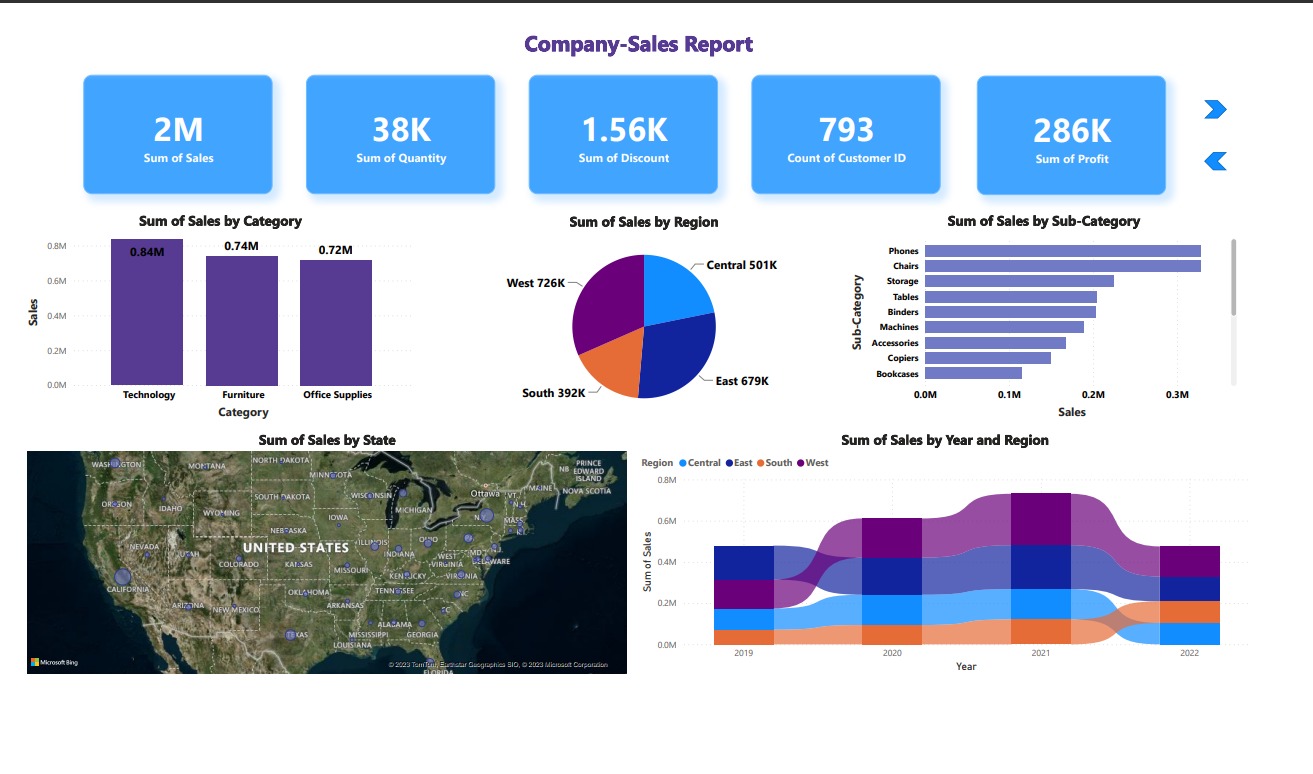 Company-Sales Report
2M
Sum of Sales
38K
Sum of Quantity
1.56K
Sum of Discount
793
Count of Customer ID
286K
Sum of Profit
Sum of Sales by Category
Sales
0.8M
0.6M
0.4M
0.2M
0.0M
0.84M
0.74M
0.72M
Technology
Furniture
Office Supplies
Category
Sum of Sales by Region
Central 501K
East 679K
South 392K
West 726K
Sum of Sales by Sub-Category
Sub-Category
Phones
Chairs
Storage
Tables
Binders
Machines
Accessories
Copiers
Bookcases
0.0M
0.1M
0.2M
0.3M
Sales
Sum of Sales by State
WASHINGTON
MONTANA
NORTH DAKOTA
MINNESOTA
NB
PRINCE
EDWARD
ISLAND
NOVA SCOTIA
MAINE
OREGON
IDAHO
WYOMING
SOUTH DAKOTA
WISCONSIN
MICHIGAN
Ottawa
VT.
N.H.
MASS.
IOWA
NEBRASKA
NEVADA
UTAH
COLORADO
UNITED STATES
KANSAS
ILLINOIS
INDIANA
OHIO
MISSOURI
WEST
VIRGINIA
VIRGINIA
MD.
N.J.
DELAWARE
KENTUCKY
CALIFORNIA
ARIZONA
NEW MEXICO
OKLAHOMA
ARKANSAS
TENNESSEE
NC
SC
TEXAS
LOUISIANA
MISSISSIPPI
ALABAMA
GEORGIA
FLORIDA
Microsoft Bing
© 2023 TomTom, Earthstar Geographics SIO, © 2023 Microsoft Corporation
Sum of Sales by Year and Region
Region Central East South West
Sum of Sales
0.8M
0.6M
0.4M
0.2M
0.0M
2019
2020
2021
2022
Year